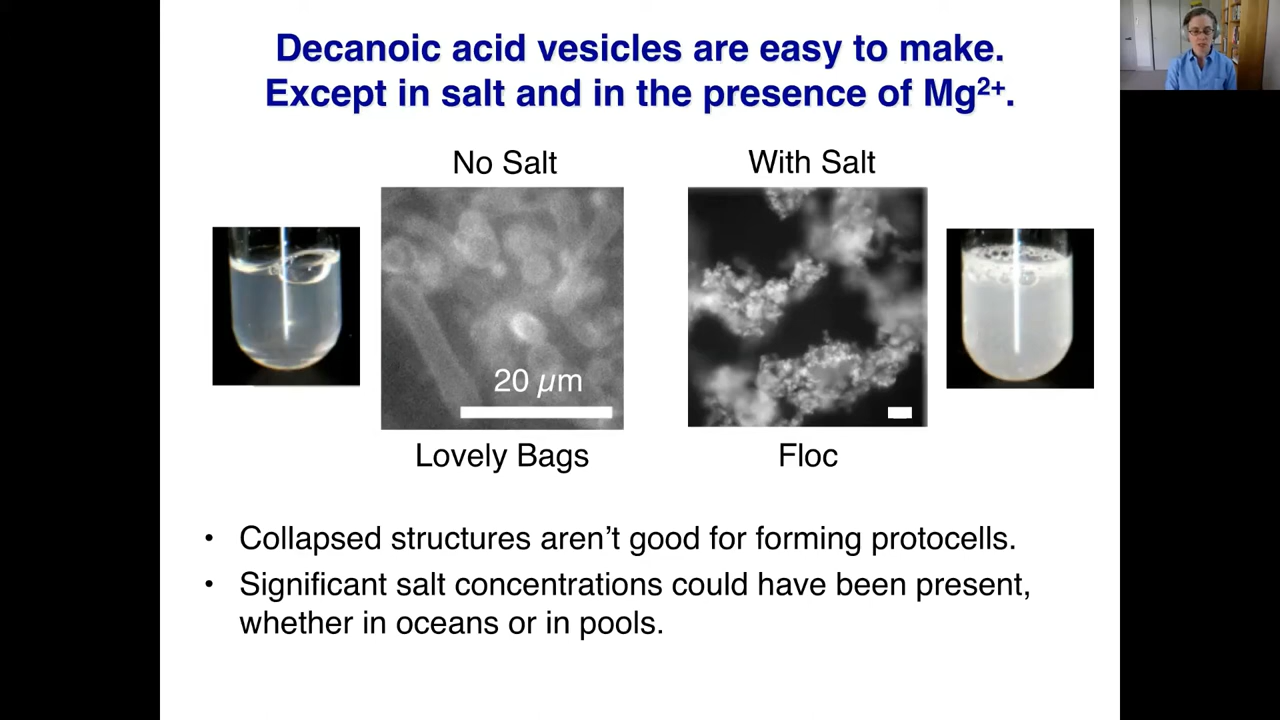 Decanoic acid vesicles are easy to make.
Except in salt and in the presence of Mg²⁺.
No Salt
With Salt
20 µm
Lovely Bags
Floc
• Collapsed structures aren’t good for forming protocells.
• Significant salt concentrations could have been present,
whether in oceans or in pools.